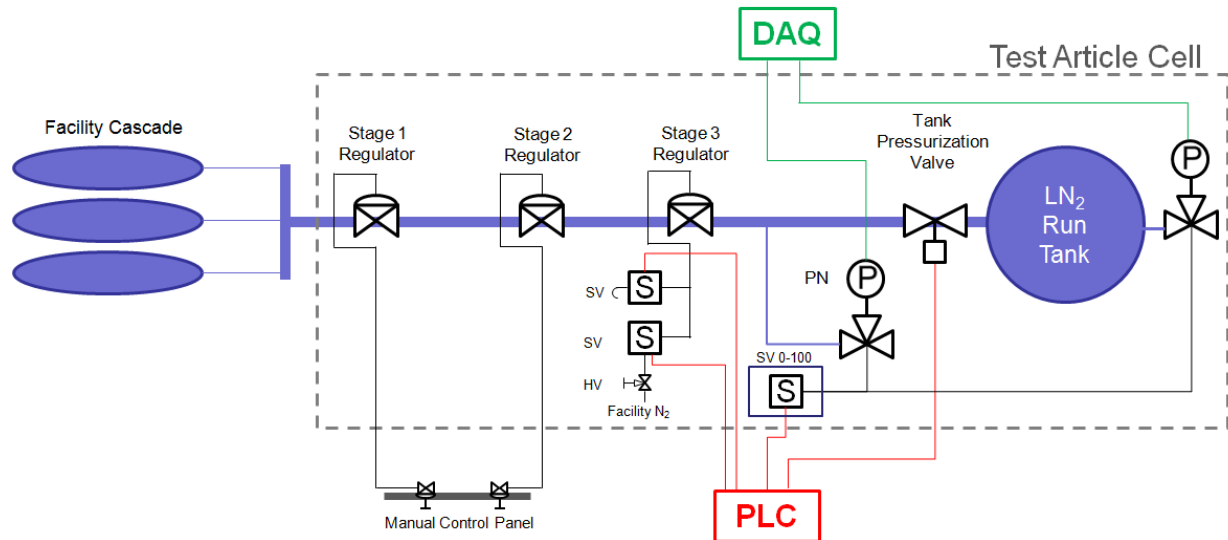 DAQ
Test Article Cell
Facility Cascade
Stage 1
Regulator
Stage 2
Regulator
Stage 3
Regulator
Tank
Pressurization
Valve
P
LN₂
Run
Tank
PN
P
SV
S
SV
S
SV 0-100
S
HV
Facility N₂
Manual Control Panel
PLC